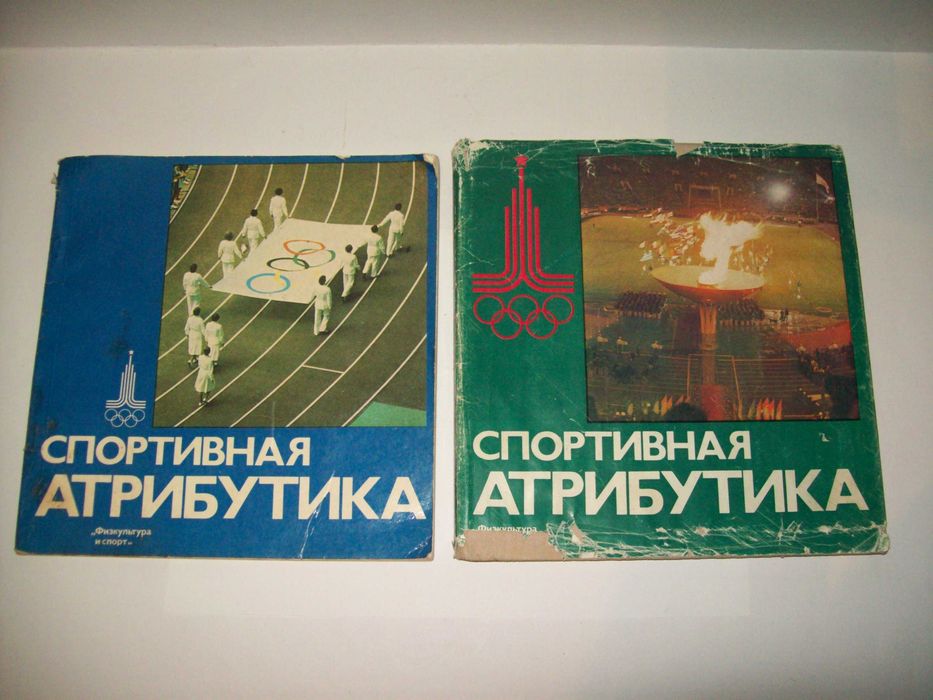 СПОРТИВНАЯ
АТРИБУТИКА
„Физкультура
и спорт“
СПОРТИВНАЯ
АТРИБУТИКА
Физкультура